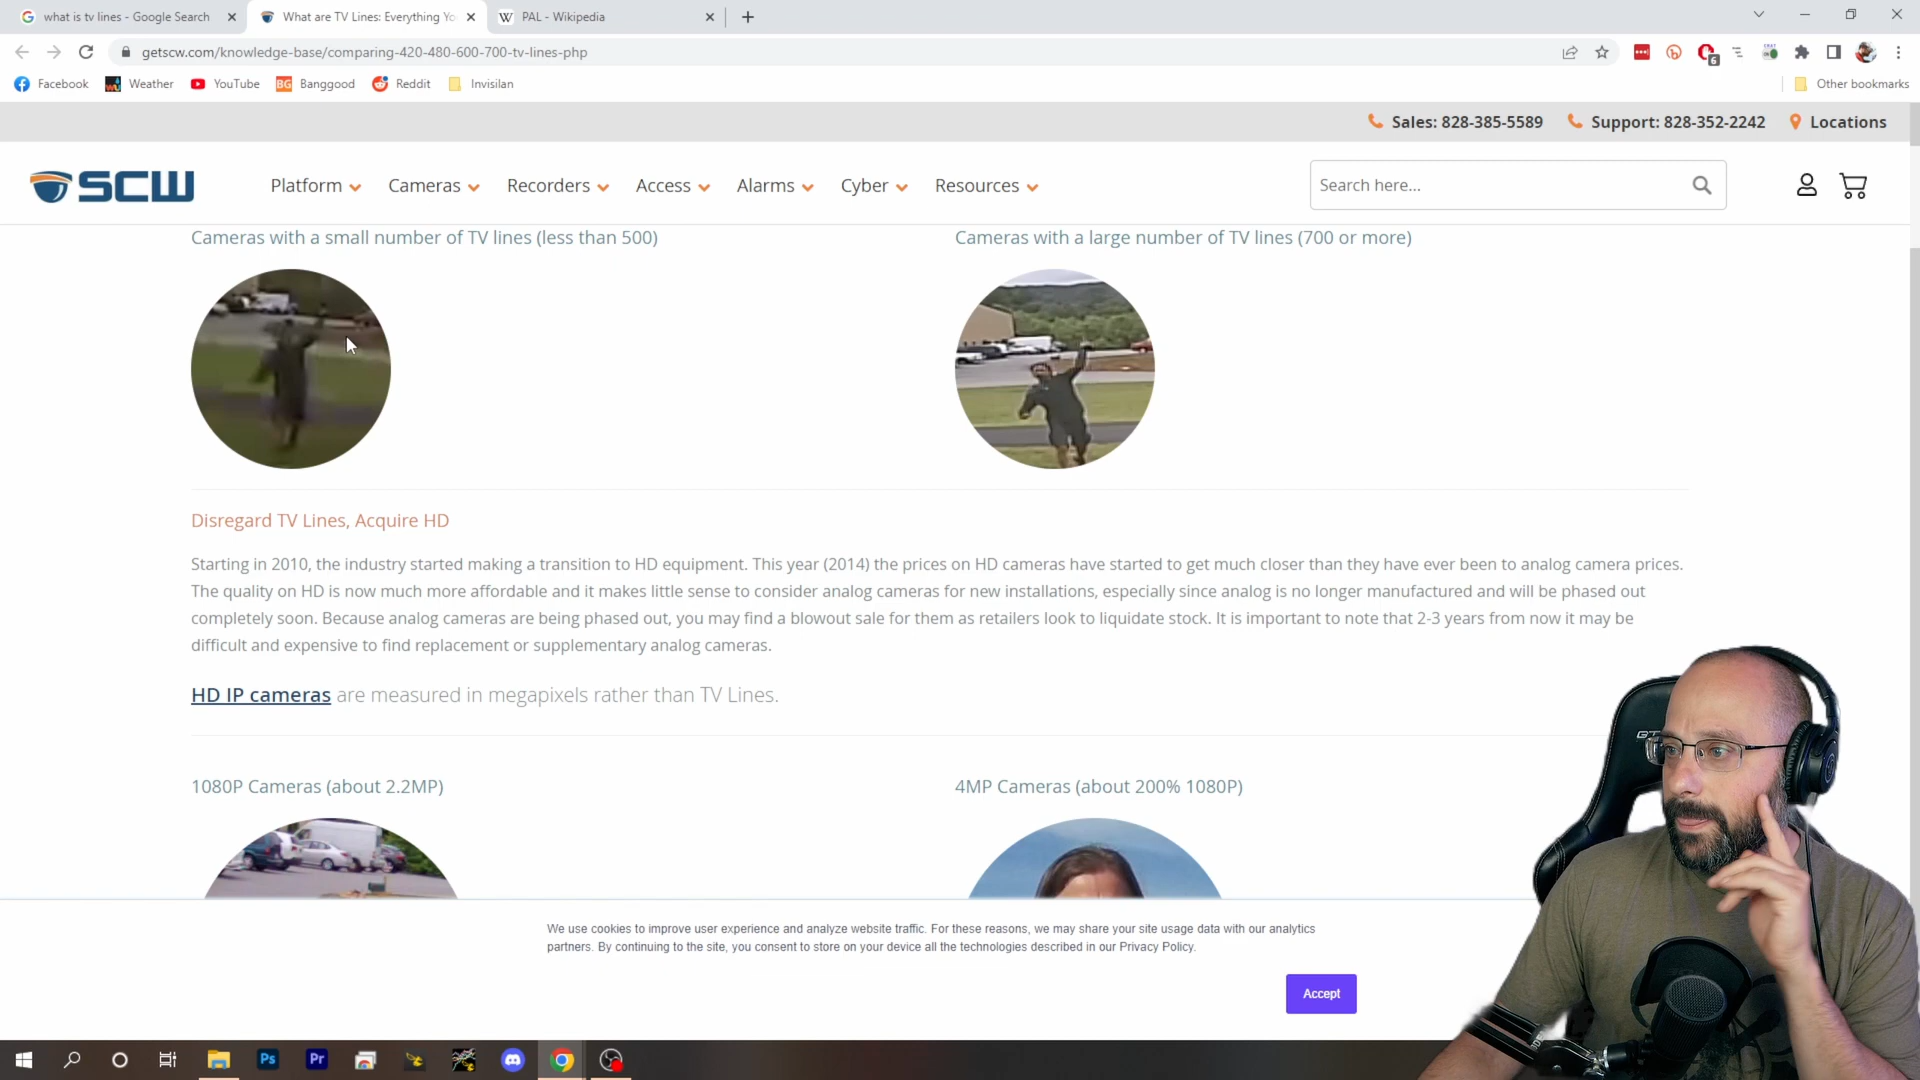 what is tv lines - Google Search
What are TV Lines: Everything Yo
PAL - Wikipedia
getscw.com/knowledge-base/comparing-420-480-600-700-tv-lines-php
6
Facebook
Weather
YouTube
BG Banggood
Reddit
Invisilan
Other bookmarks
Sales: 828-385-5589
Support: 828-352-2242
Locations
SCW
Platform
Cameras
Recorders
Access
Alarms
Cyber
Resources
Search here...
Cameras with a small number of TV lines (less than 500)
Cameras with a large number of TV lines (700 or more)
Disregard TV Lines, Acquire HD
Starting in 2010, the industry started making a transition to HD equipment. This year (2014) the prices on HD cameras have started to get much closer than they have ever been to analog camera prices.
The quality on HD is now much more affordable and it makes little sense to consider analog cameras for new installations, especially since analog is no longer manufactured and will be phased out
completely soon. Because analog cameras are being phased out, you may find a blowout sale for them as retailers look to liquidate stock. It is important to note that 2-3 years from now it may be
difficult and expensive to find replacement or supplementary analog cameras.
HD IP cameras are measured in megapixels rather than TV Lines.
1080P Cameras (about 2.2MP)
4MP Cameras (about 200% 1080P)
We use cookies to improve user experience and analyze website traffic. For these reasons, we may share your site usage data with our analytics
partners. By continuing to the site, you consent to store on your device all the technologies described in our Privacy Policy.
Accept
Ps
Pr